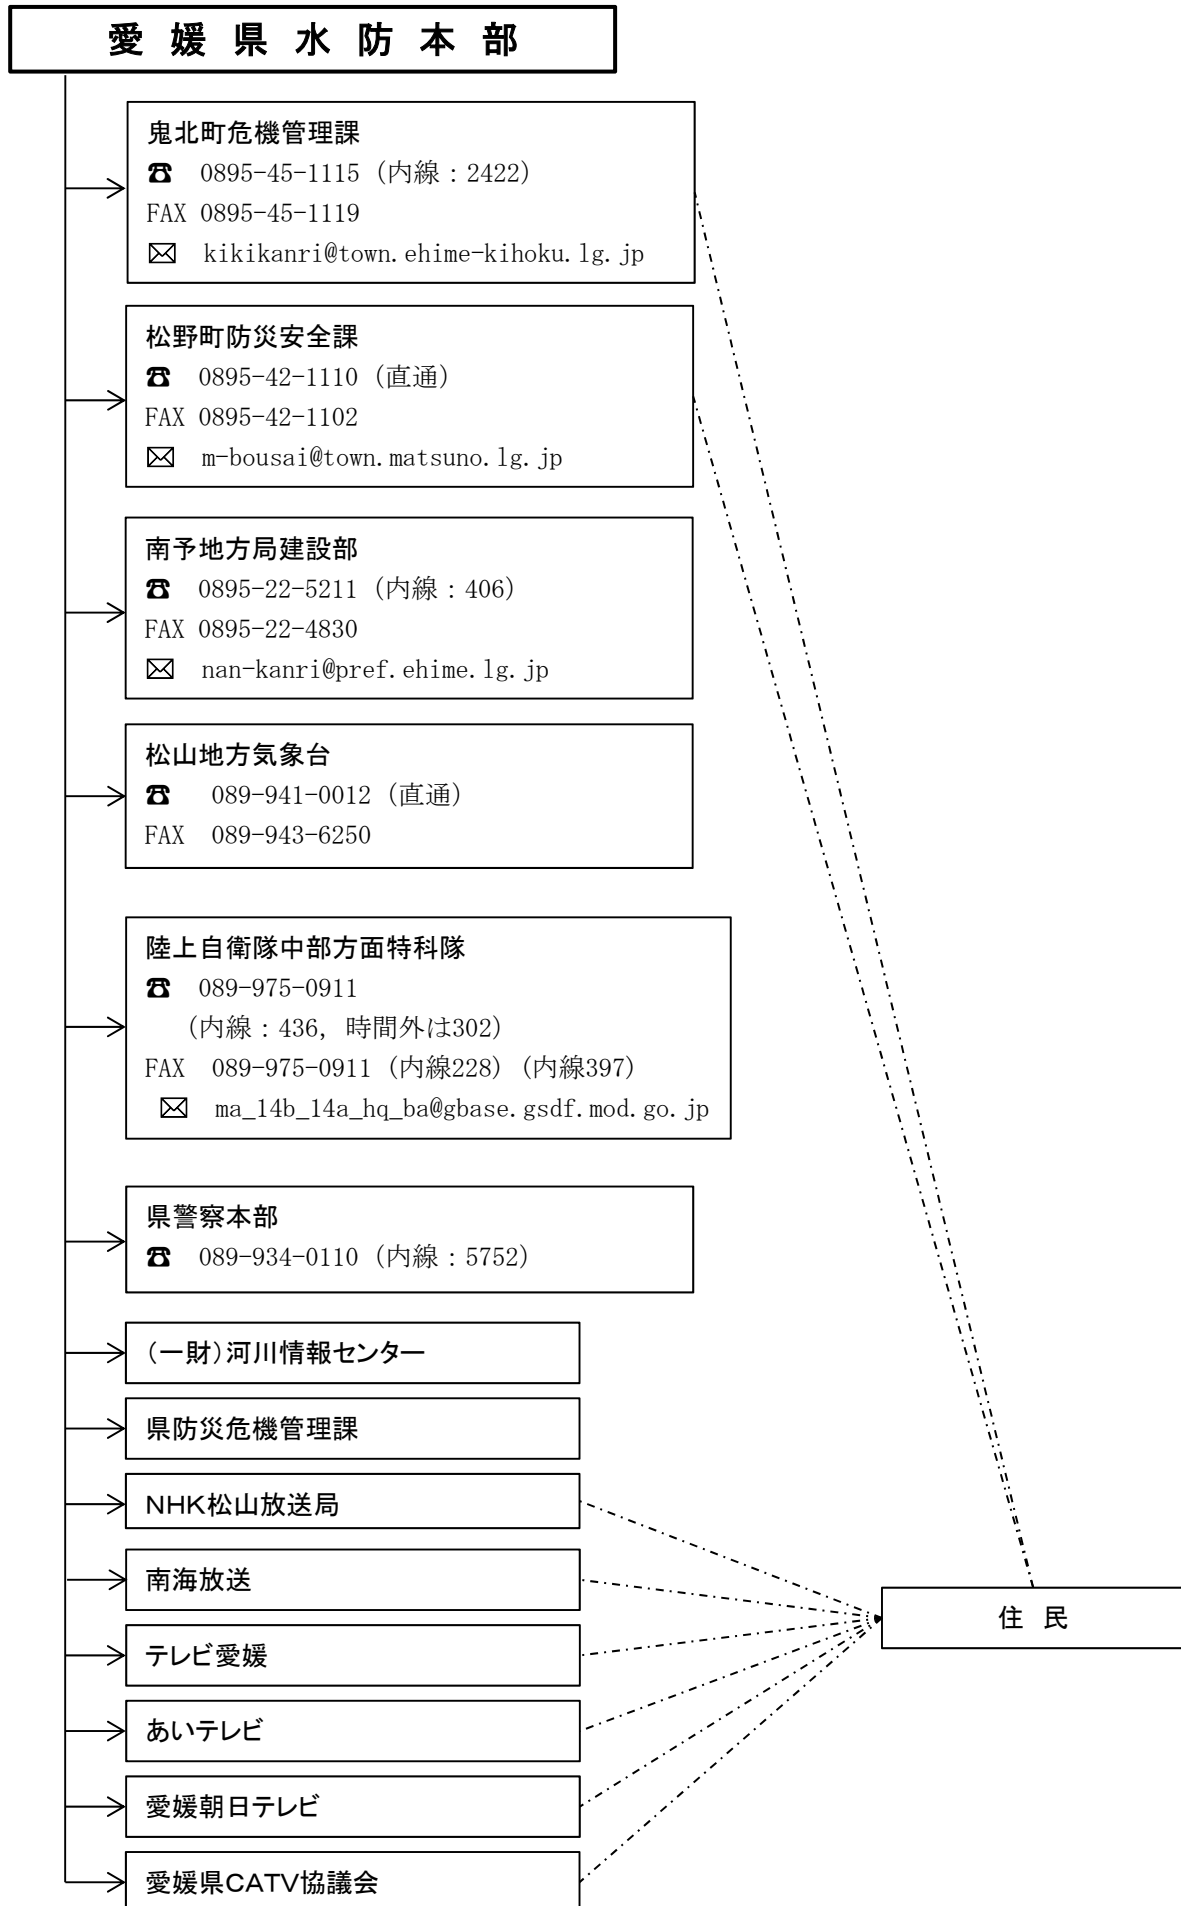 愛媛県水防本部
鬼北町危機管理課
☎ 0895-45-1115（内線：2422）
FAX 0895-45-1119
✉ kikikanri@town.ehime-kihoku.lg.jp
松野町防災安全課
☎ 0895-42-1110（直通）
FAX 0895-42-1102
✉ m-bousai@town.matsuno.lg.jp
南予地方局建設部
☎ 0895-22-5211（内線：406）
FAX 0895-22-4830
✉ nan-kanri@pref.ehime.lg.jp
松山地方気象台
☎ 089-941-0012（直通）
FAX 089-943-6250
陸上自衛隊中部方面特科隊
☎ 089-975-0911
（内線：436，時間外は302）
FAX 089-975-0911（内線228）（内線397）
✉ ma_14b_14a_hq_ba@gbase.gsdf.mod.go.jp
県警察本部
☎ 089-934-0110（内線：5752）
（一財）河川情報センター
県防災危機管理課
NHK松山放送局
南海放送
住 民
テレビ愛媛
あいテレビ
愛媛朝日テレビ
愛媛県CATV協議会